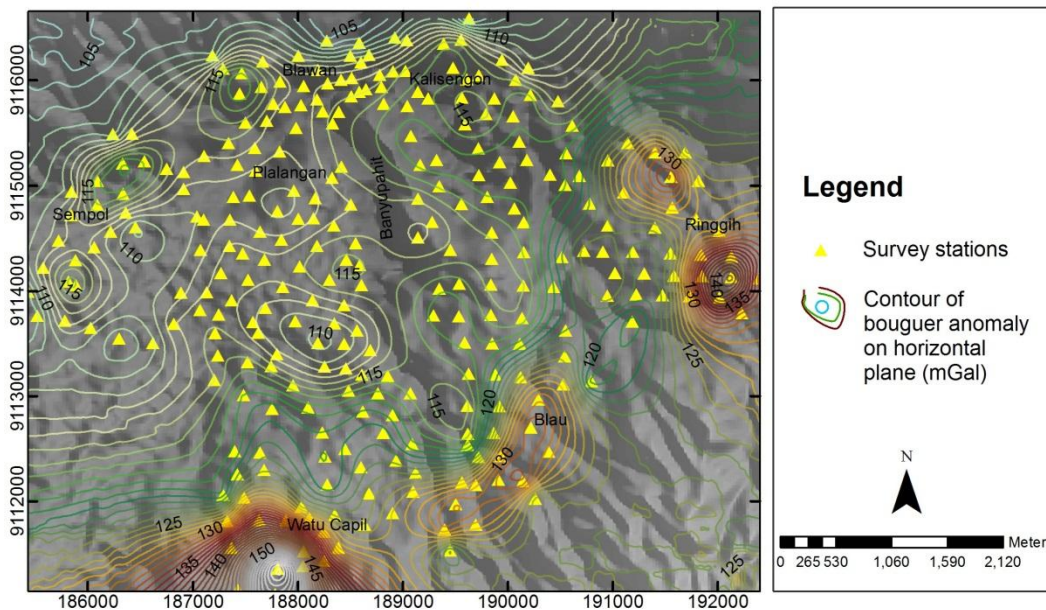 105
110
105
115
Blawan
Kalisengon
115
130
115
Plalangan
Banyupahit
Sempol
Ringgih
110
115
115
140
130
135
110
110
125
120
115
115
120
Blau
130
125
130
Watu Capil
135
140
150
145
125
9116000
9115000
9114000
9113000
9112000
186000 187000 188000 189000 190000 191000 192000
Legend
Survey stations
Contour of
bouguer anomaly
on horizontal
plane (mGal)
N
Meter
0 265 530 1,060 1,590 2,120